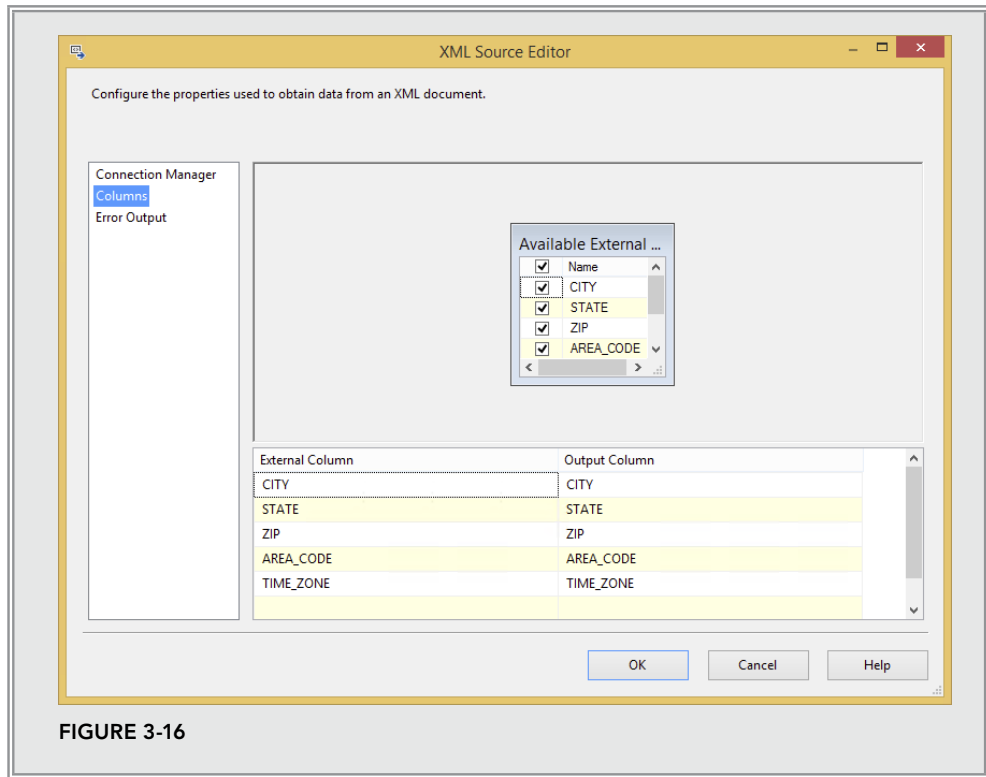 XML Source Editor
Configure the properties used to obtain data from an XML document.
Connection Manager
Columns
Error Output
Available External ...
Name
CITY
STATE
ZIP
AREA_CODE
External Column Output Column
CITY CITY
STATE STATE
ZIP ZIP
AREA_CODE AREA_CODE
TIME_ZONE TIME_ZONE
OK Cancel Help
FIGURE 3-16